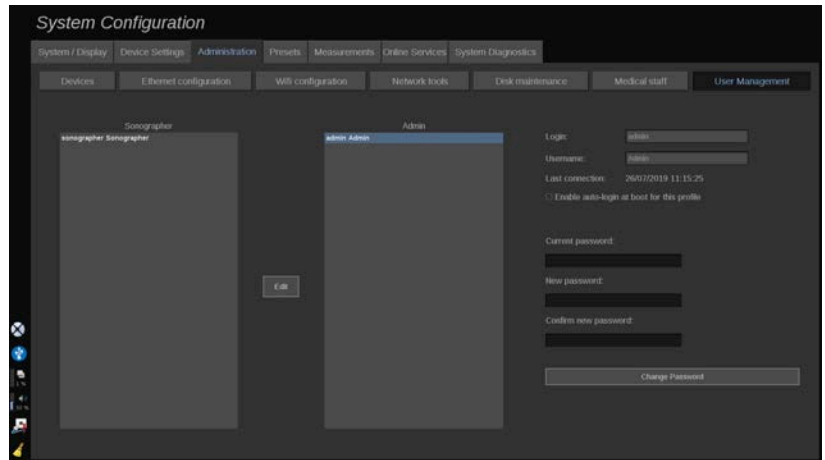 System Configuration
System / Display Device Settings Administration Presets Measurements Online Services System Diagnostics
Devices Ethernet configuration Wifi configuration Network tools Disk maintenance Medical staff User Management
Sonographer Admin
sonographer Sonographer admin Admin
Login: admin
Username: Admin
Last connection: 26/07/2019 11:15:25
Enable auto-login at boot for this profile
Current password:
Edit
New password:
Confirm new password:
Change Password